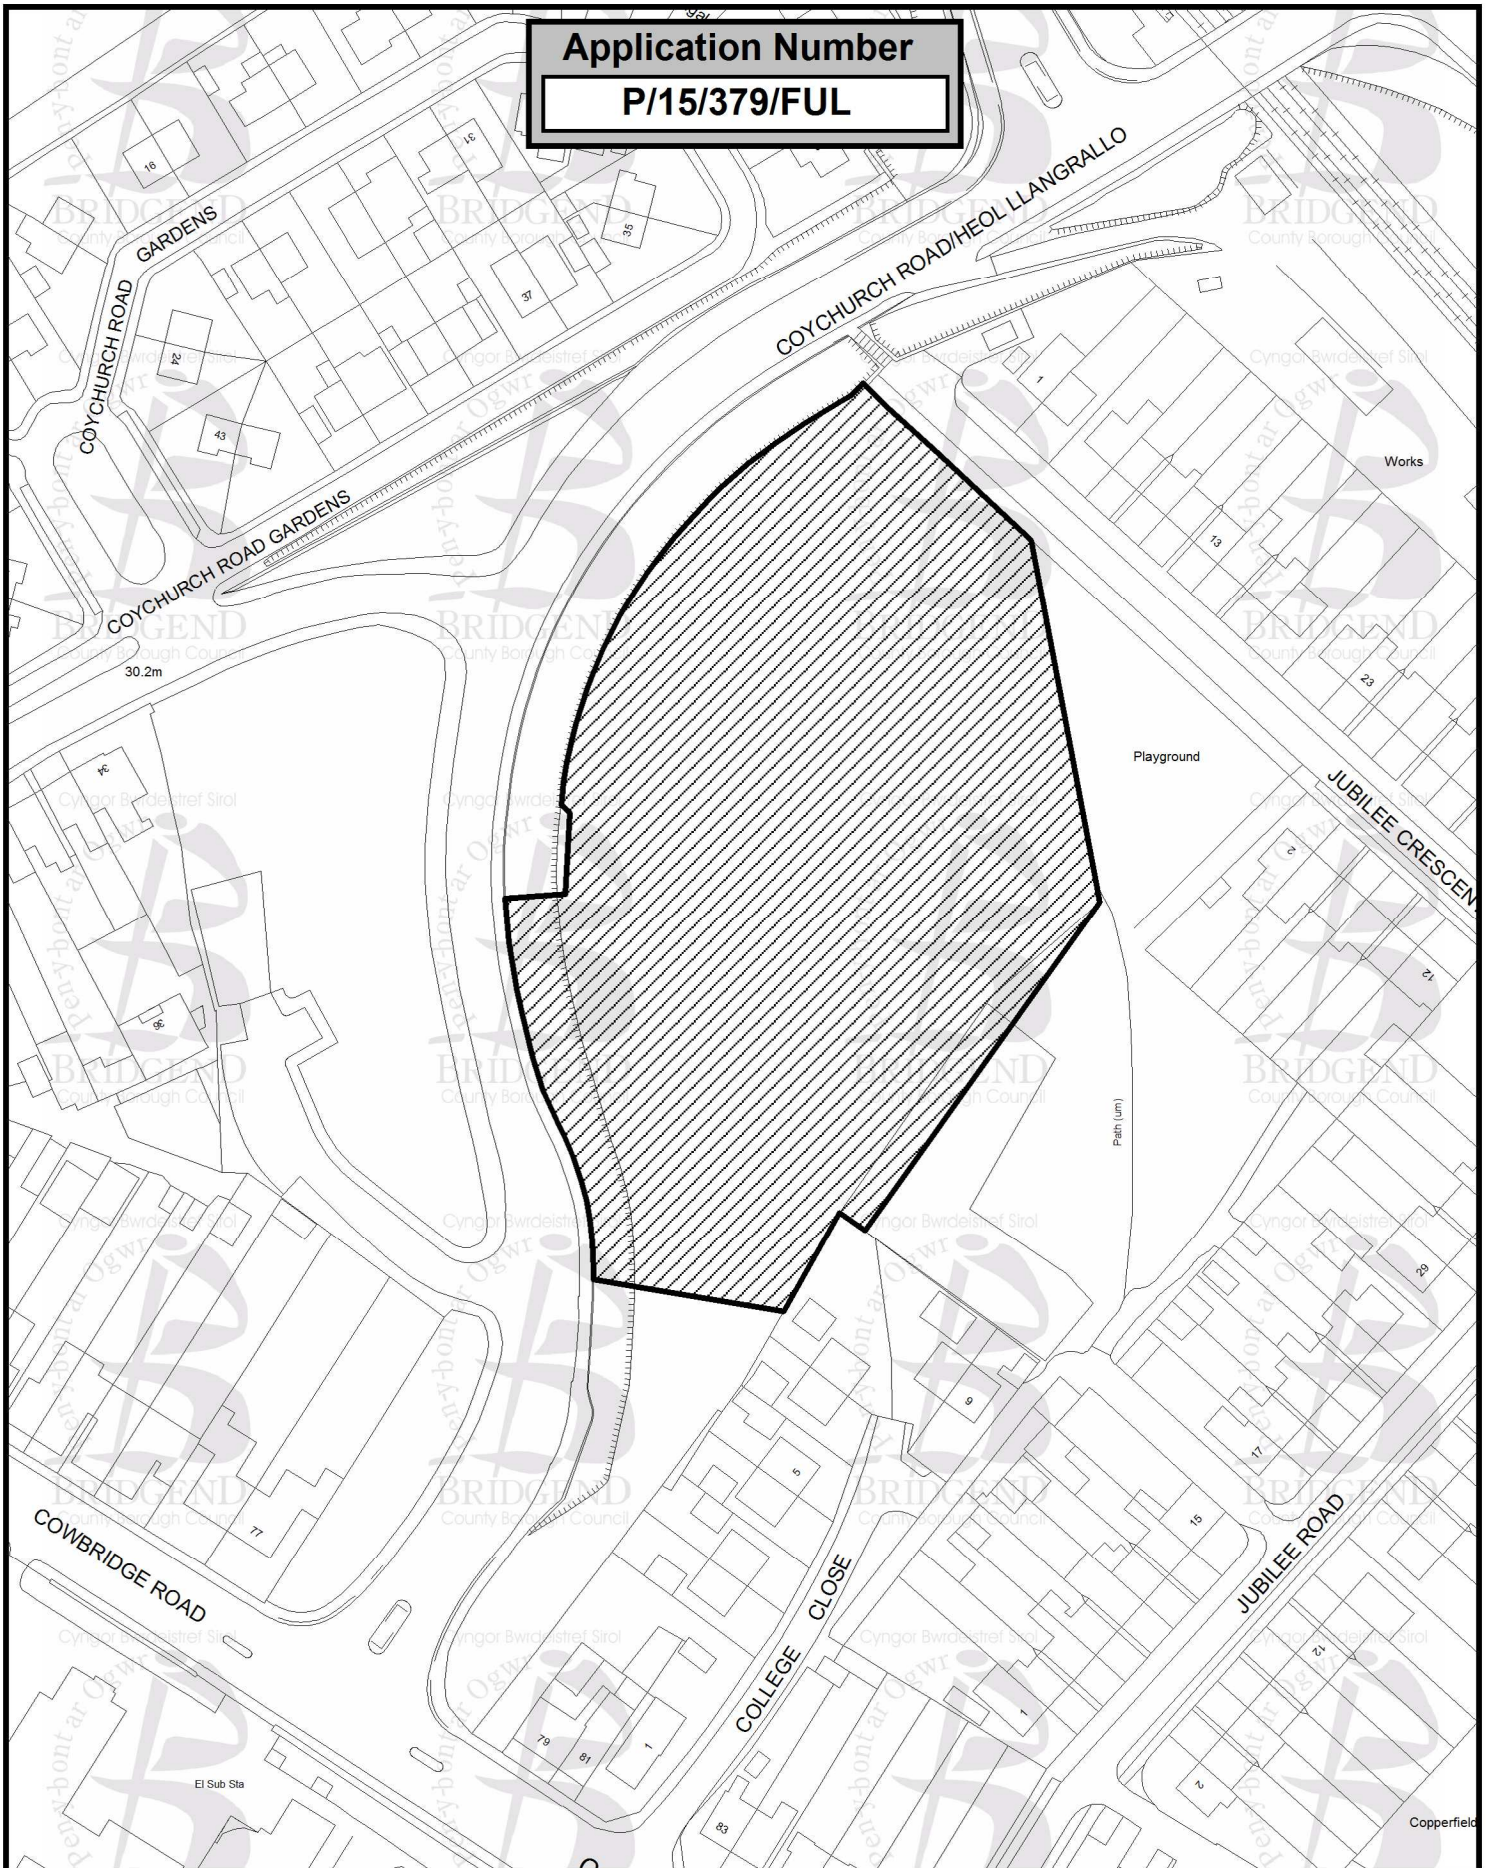 Application Number
P/15/379/FUL
16
31
35
37
COYCHURCH ROAD GARDENS
24
43
COYCHURCH ROAD/HEOL LLANGRALLO
1
Works
13
23
COYCHURCH ROAD GARDENS
30.2m
34
36
Playground
JUBILEE CRESCEN
2
12
Path (um)
29
9
5
17
15
77
COWBRIDGE ROAD
JUBILEE ROAD
COLLEGE CLOSE
12
1
79
81
1
2
83
El Sub Sta
Copperfield
Pen-y-bont ar Ogwr
BRIDGEND
County Borough Council
Cyngor Bwrdeistref Sirol